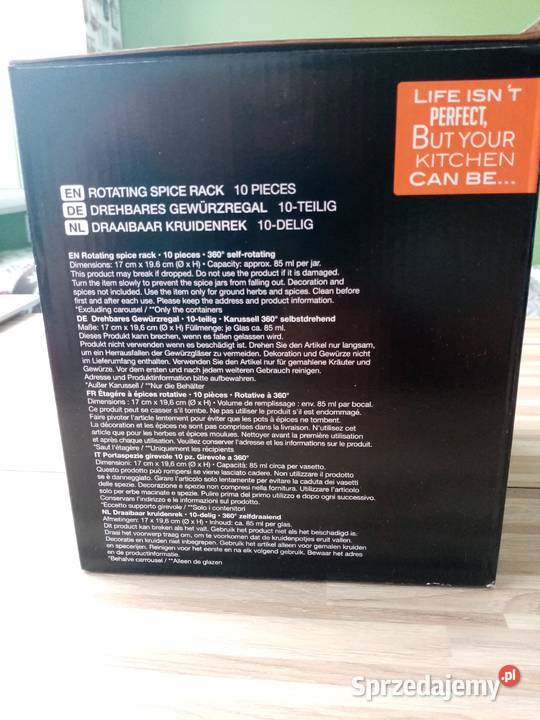 LIFE ISN'T
PERFECT,
BUT YOUR
KITCHEN
CAN BE...
EN ROTATING SPICE RACK 10 PIECES
DE DREHBARES GEWÜRZREGAL 10-TEILIG
NL DRAAIBAAR KRUIDENREK 10-DELIG
EN Rotating spice rack • 10 pieces • 360° self-rotating
Dimensions: 17 cm x 19.6 cm (Ø x H) • Capacity: approx. 85 ml per jar.
This product may break if dropped. Do not use the product if it is damaged.
Turn the item slowly to prevent the spice jars from falling out. Decoration and
spices not included. Use the item only for ground herbs and spices. Clean before
first and after each use. Please keep the address and product information.
*Excluding carousel / **Only the containers
DE Drehbares Gewürzregal • 10-teilig • Karussell 360° selbstdrehend
Maße: 17 cm x 19,6 cm (Ø x H) Füllmenge: je Glas ca. 85 ml.
Dieses Produkt kann brechen, wenn es fallen gelassen wird.
Produkt nicht verwenden wenn es beschädigt ist. Drehen Sie den Artikel nur langsam,
um ein Herrausfallen der Gewürzgläser zu vermeiden. Dekoration und Gewürze nicht
im Lieferumfang enthalten. Verwenden Sie den Artikel nur für gemahlene Kräuter und
Gewürze. Vor dem ersten und nach jedem weiteren Gebrauch reinigen.
Adresse und Produktinformation bitte aufbewahren.
*Außer Karussell / **Nur die Behälter
FR Étagère à épices rotative • 10 pièces • Rotative à 360°
Dimensions : 17 cm x 19,6 cm (Ø x H) • Volume de remplissage : env. 85 ml par bocal.
Ce produit peut se casser s'il tombe. Ne pas utiliser le produit s'il est endommagé.
Faire pivoter l'article lentement pour éviter que les pots à épices ne tombent.
La décoration et les épices ne sont pas comprises dans la livraison. N'utilisez cet
article que pour les herbes et épices moulues. Nettoyer avant la première utilisation
et après chaque utilisation. Veuillez conserver l'adresse et les informations sur le produit.
*Sauf l'étagère / **Uniquement les récipients
IT Portaspezie girevole 10 pz. Girevole a 360°
Dimensioni: 17 cm x 19,6 cm (Ø x H) • Capacità: 85 ml circa per vasetto.
Questo prodotto può rompersi se viene lasciato cadere. Non utilizzare il prodotto
se è danneggiato. Girare l'articolo solo lentamente per evitare la caduta dei vasetti
delle spezie. Decorazione e spezie non compresi nella fornitura. Utilizzare l'articolo
solo per erbe macinate e spezie. Pulire prima del primo utilizzo e dopo ogni successivo.
Conservare l'indirizzo e le informazioni sul prodotto.
*Eccetto supporto girevole / **Solo i contenitori
NL Draaibaar kruidenrek • 10-delig • 360° zelfdraaiend
Afmetingen: 17 x 19,6 cm (Ø x H) • Inhoud: ca. 85 ml per glas.
Dit product kan breken als het valt. Gebruik het product niet als het beschadigd is.
Draai het voorwerp traag om, om te voorkomen dat de kruidenpotjes eruit vallen.
Decoratie en kruiden niet inbegrepen. Gebruik het artikel alleen voor gemalen kruiden
en specerijen. Reinigen voor het eerste en na elk volgend gebruik. Bewaar het adres
en de productinformatie.
*Behalve carrousel / **Alleen de glazen
Sprzedajemy.pl